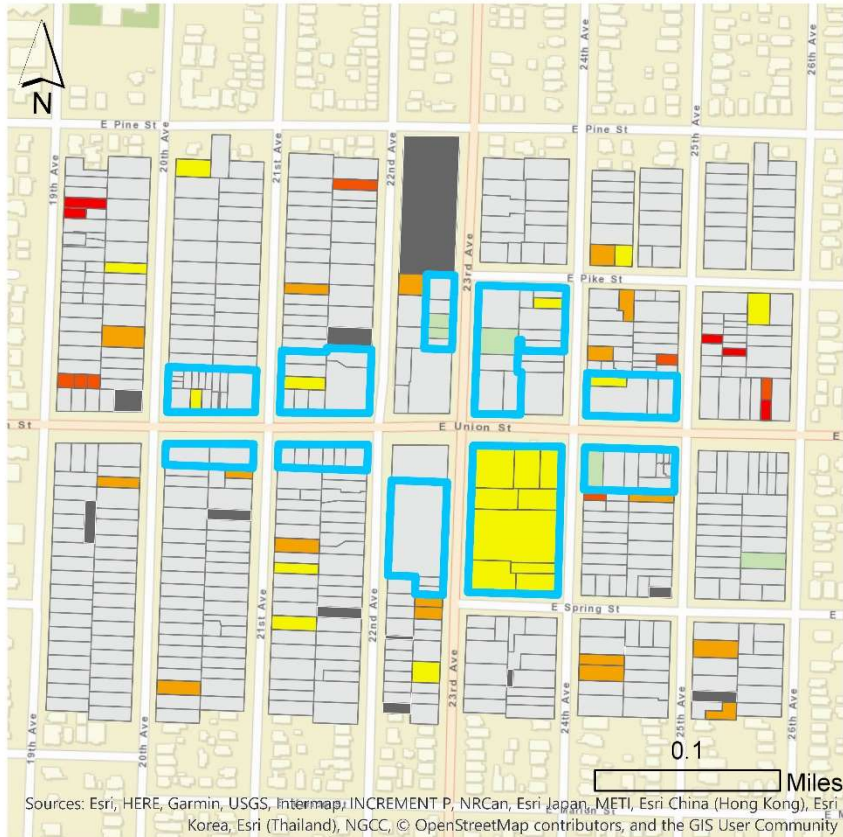 N
24th Ave
26th Ave
E Pine St
E Pine St
19th Ave
20th Ave
21st Ave
22nd Ave
25th Ave
23rd Ave
E Pike St
n St
E Union St
E
21st Ave
22nd Ave
E Spring St
E
23rd Ave
19th Ave
20th Ave
24th Ave
25th Ave
26th Ave
0.1
Miles
Sources: Esri, HERE, Garmin, USGS, Intermap, INCREMENT P, NRCan, Esri Japan, METI, Esri China (Hong Kong), Esri
E Marion St
Korea, Esri (Thailand), NGCC, © OpenStreetMap contributors, and the GIS User Community